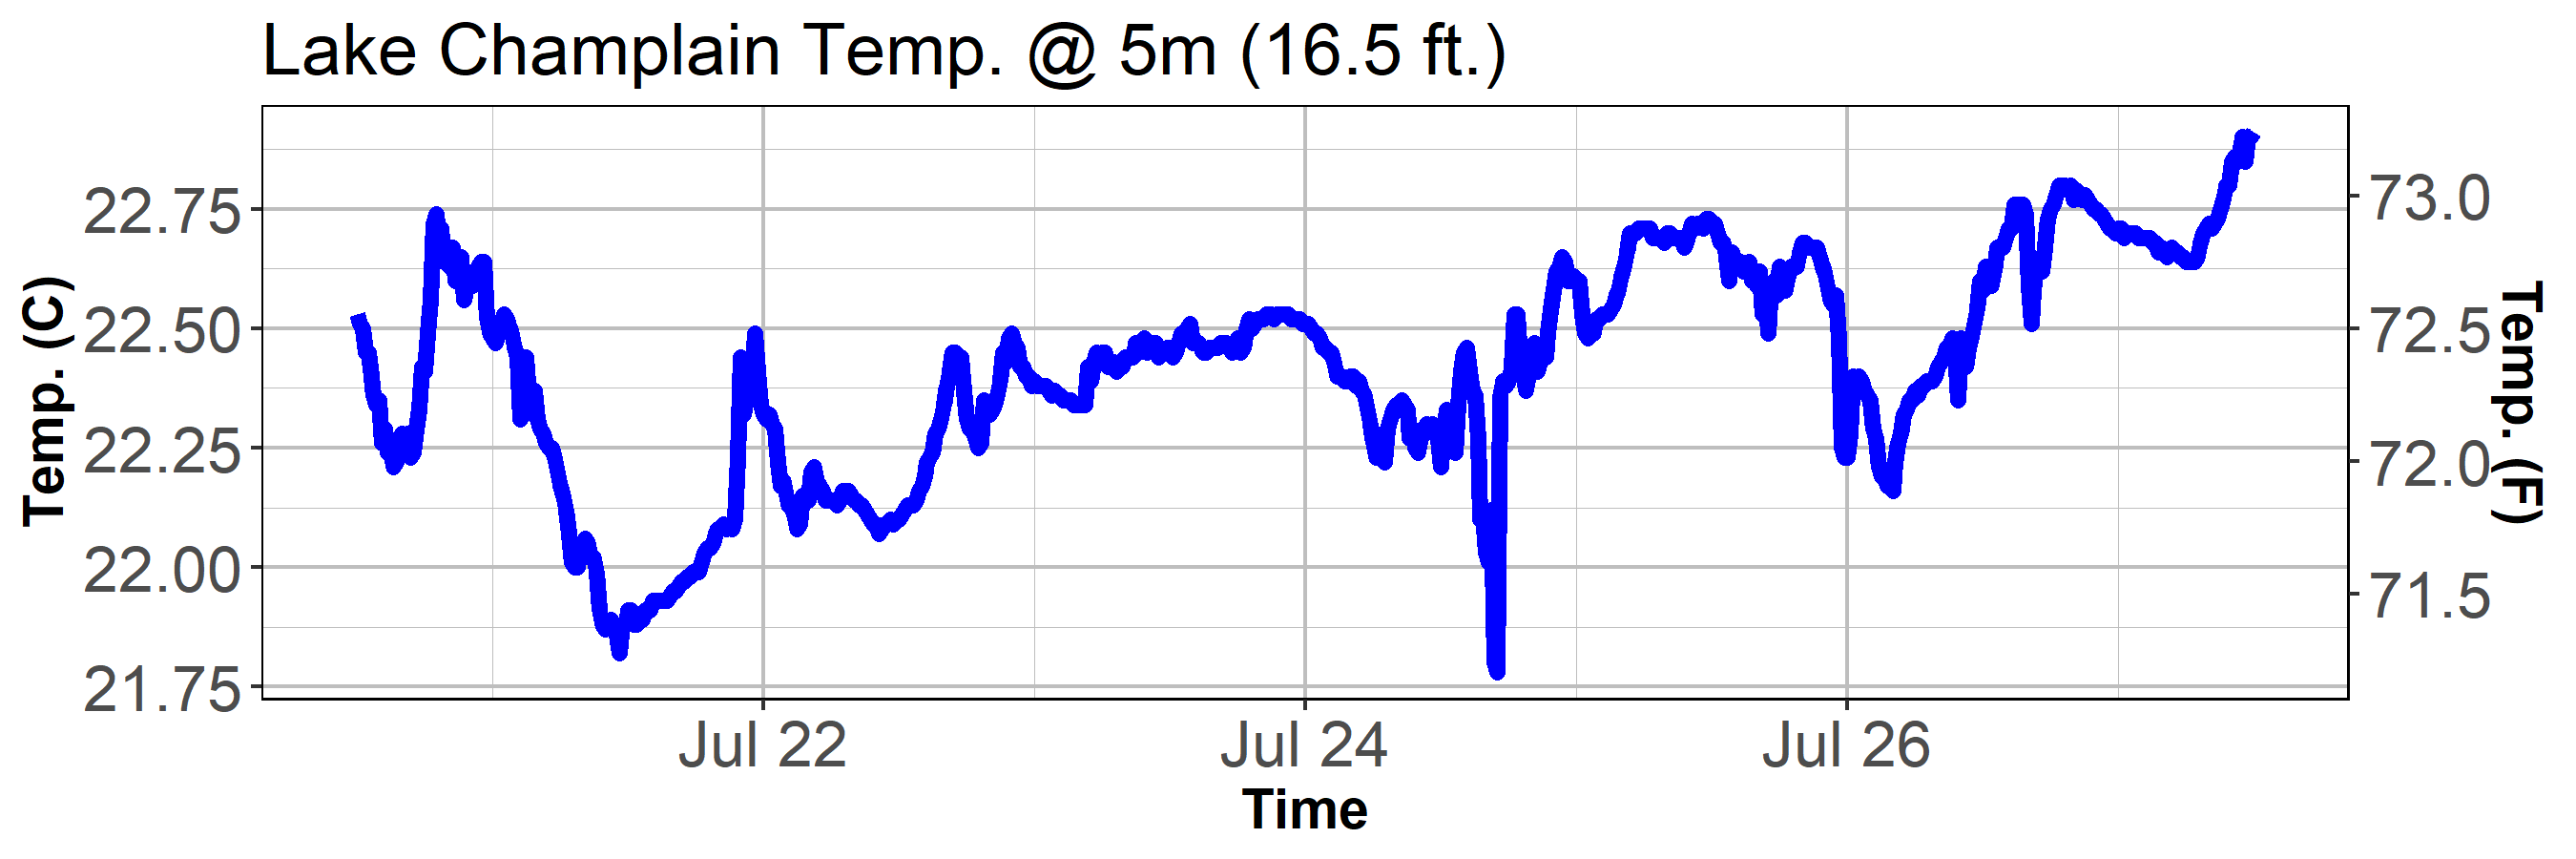 Lake Champlain Temp. @ 5m (16.5 ft.)
Temp. (C)
22.75
22.50
22.25
22.00
21.75
73.0
72.5
72.0
71.5
Temp. (F)
Jul 22 Jul 24 Jul 26
Time